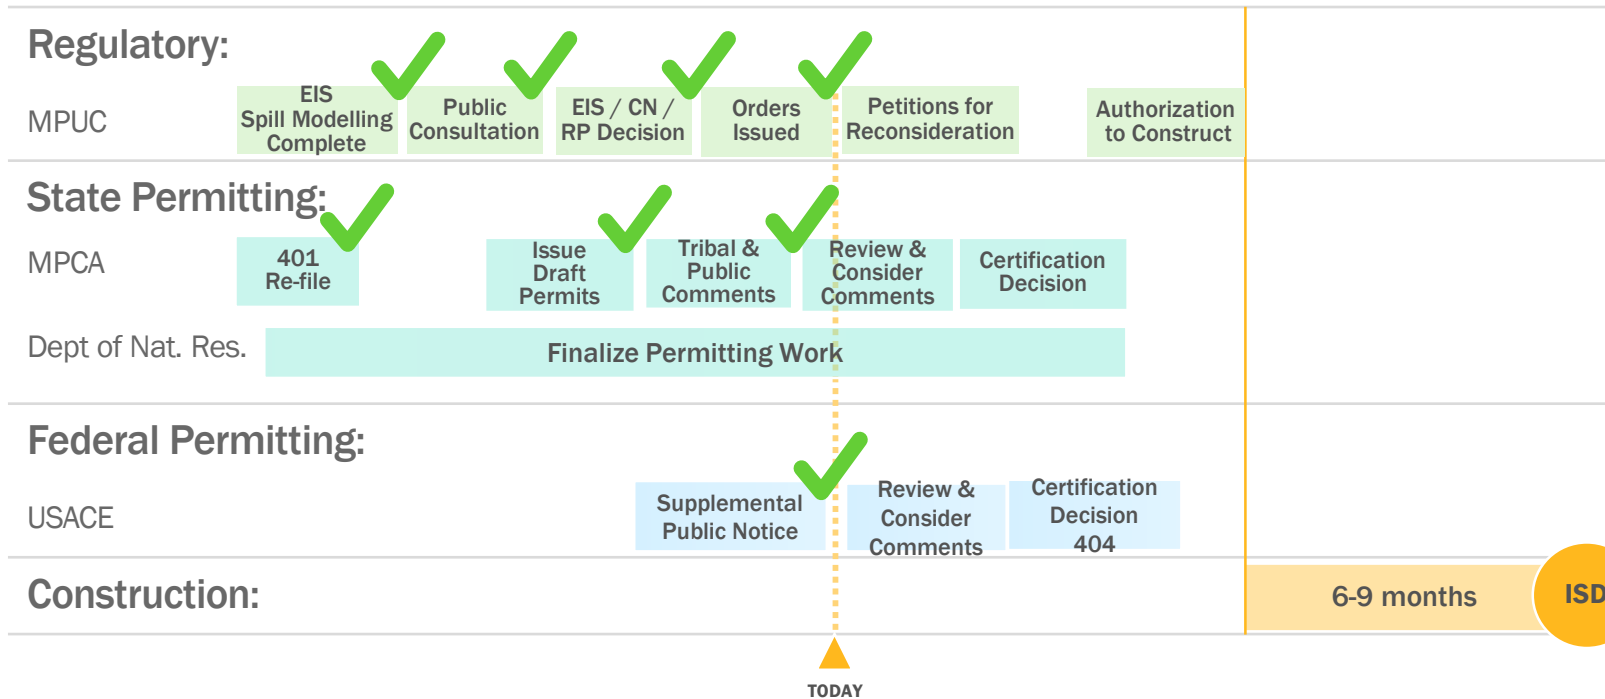 Regulatory:
MPUC
EIS
Spill Modelling
Complete
Public
Consultation
EIS / CN /
RP Decision
Orders
Issued
Petitions for
Reconsideration
Authorization
to Construct
State Permitting:
MPCA
401
Re-file
Issue
Draft
Permits
Tribal &
Public
Comments
Review &
Consider
Comments
Certification
Decision
Dept of Nat. Res.
Finalize Permitting Work
Federal Permitting:
USACE
Supplemental
Public Notice
Review &
Consider
Comments
Certification
Decision
404
Construction:
6-9 months
ISD
TODAY